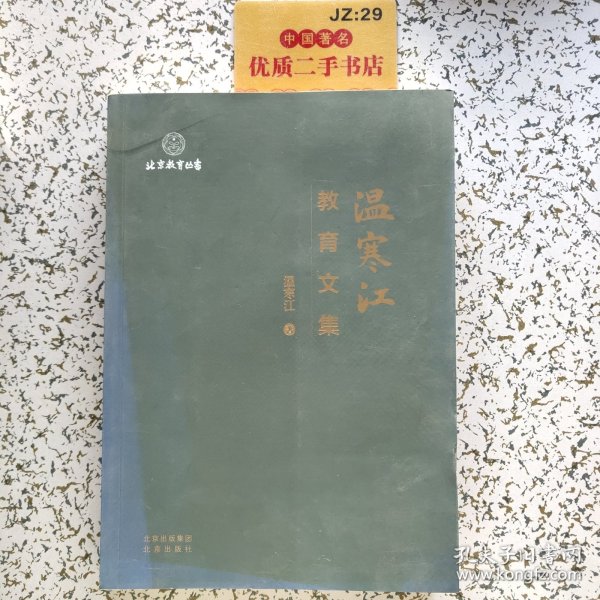 JZ:29
中国著名
优质二手书店
北京教育丛书
温寒江
教育文集
温寒江 著
北京出版集团
北京出版社
孔夫子旧书网
www.kongfz.com